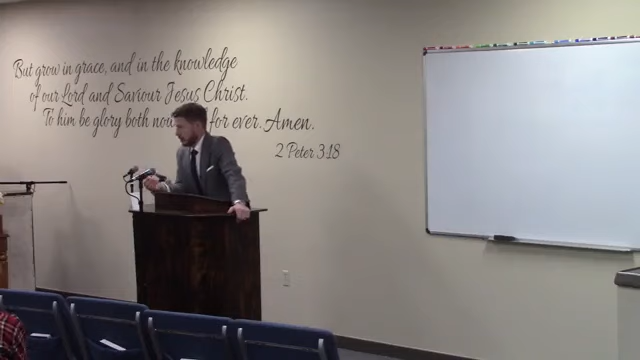 But grow in grace, and in the knowledge
of our Lord and Saviour Jesus Christ.
To him be glory both now for ever. Amen.
2 Peter 3:18